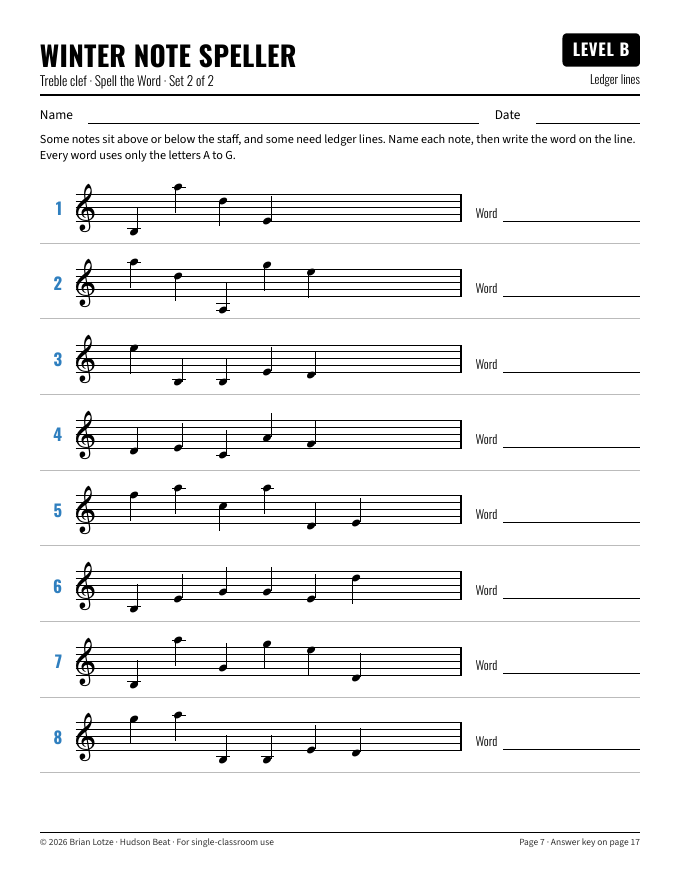 WINTER NOTE SPELLER
LEVEL B
Treble clef · Spell the Word · Set 2 of 2
Ledger lines
Name
Date
Some notes sit above or below the staff, and some need ledger lines. Name each note, then write the word on the line.
Every word uses only the letters A to G.
1
Word
2
Word
3
Word
4
Word
5
Word
6
Word
7
Word
8
Word
© 2026 Brian Lotze · Hudson Beat · For single-classroom use
Page 7 · Answer key on page 17